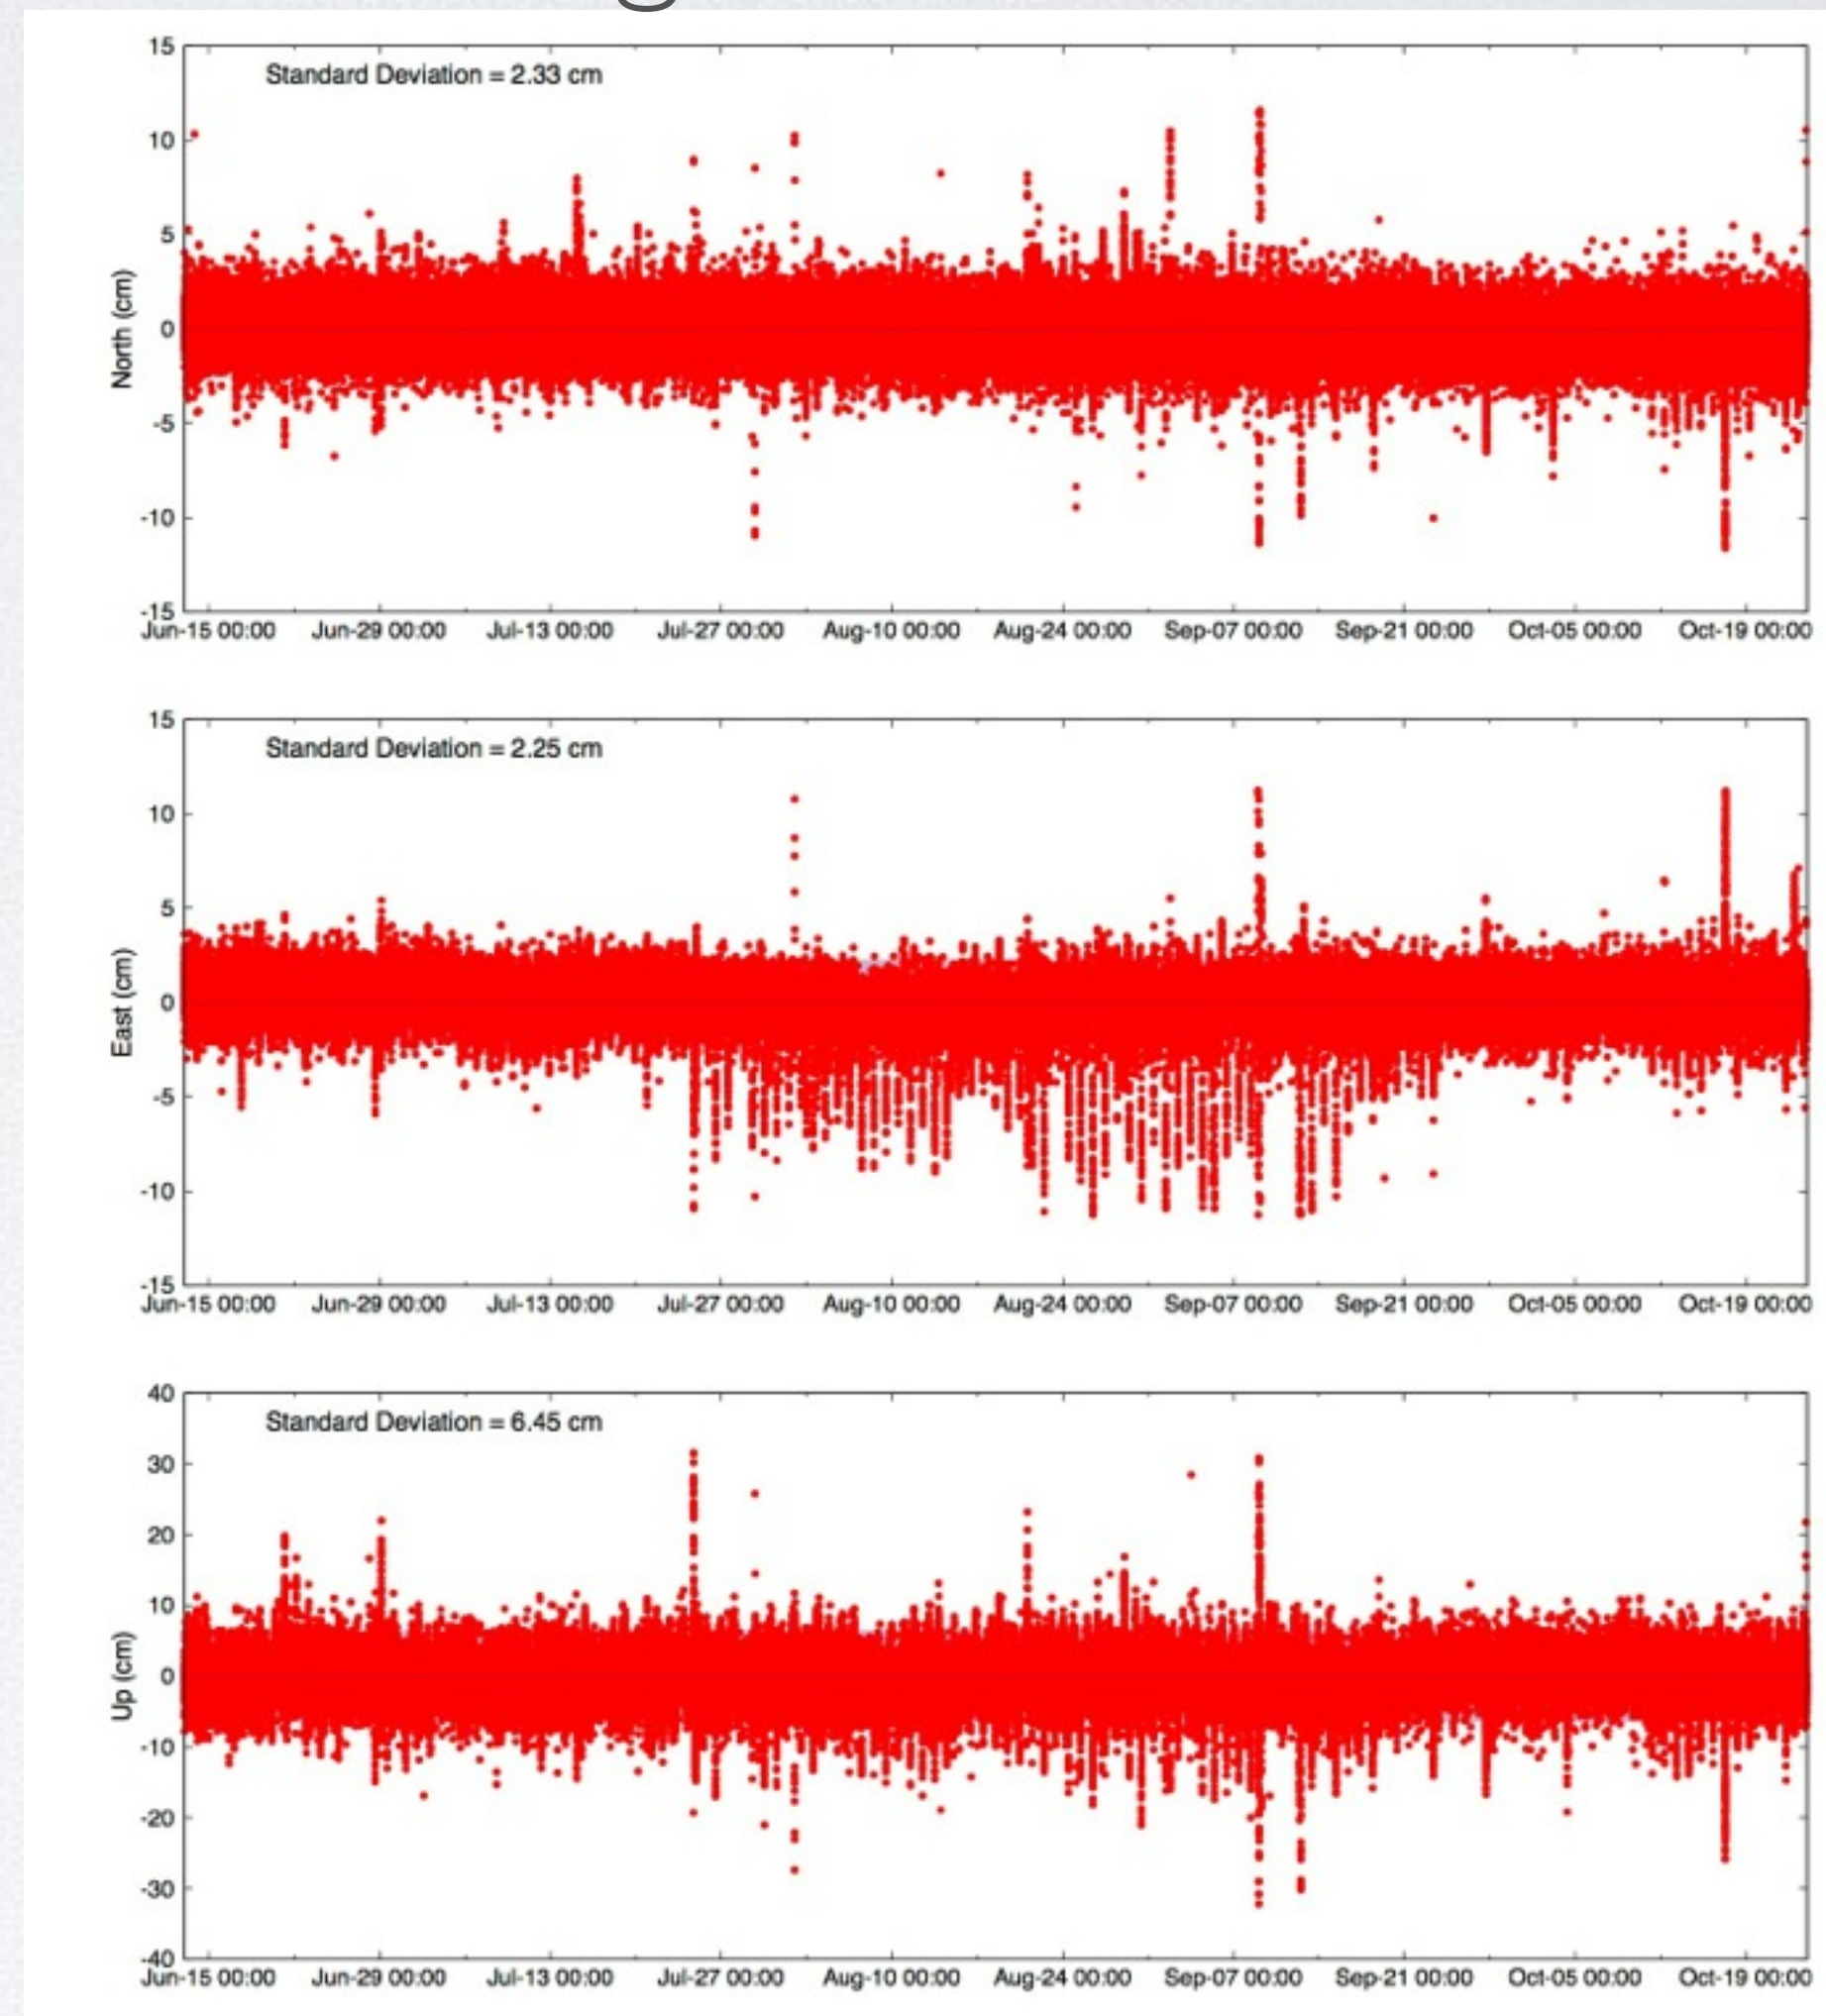 15
Standard Deviation = 2.33 cm
10
5
North (cm)
0
-5
-10
-15
Jun-15 00:00 Jun-29 00:00 Jul-13 00:00 Jul-27 00:00 Aug-10 00:00 Aug-24 00:00 Sep-07 00:00 Sep-21 00:00 Oct-05 00:00 Oct-19 00:00
15
Standard Deviation = 2.25 cm
10
5
East (cm)
0
-5
-10
-15
Jun-15 00:00 Jun-29 00:00 Jul-13 00:00 Jul-27 00:00 Aug-10 00:00 Aug-24 00:00 Sep-07 00:00 Sep-21 00:00 Oct-05 00:00 Oct-19 00:00
40
Standard Deviation = 6.45 cm
30
20
10
Up (cm)
0
-10
-20
-30
-40
Jun-15 00:00 Jun-29 00:00 Jul-13 00:00 Jul-27 00:00 Aug-10 00:00 Aug-24 00:00 Sep-07 00:00 Sep-21 00:00 Oct-05 00:00 Oct-19 00:00